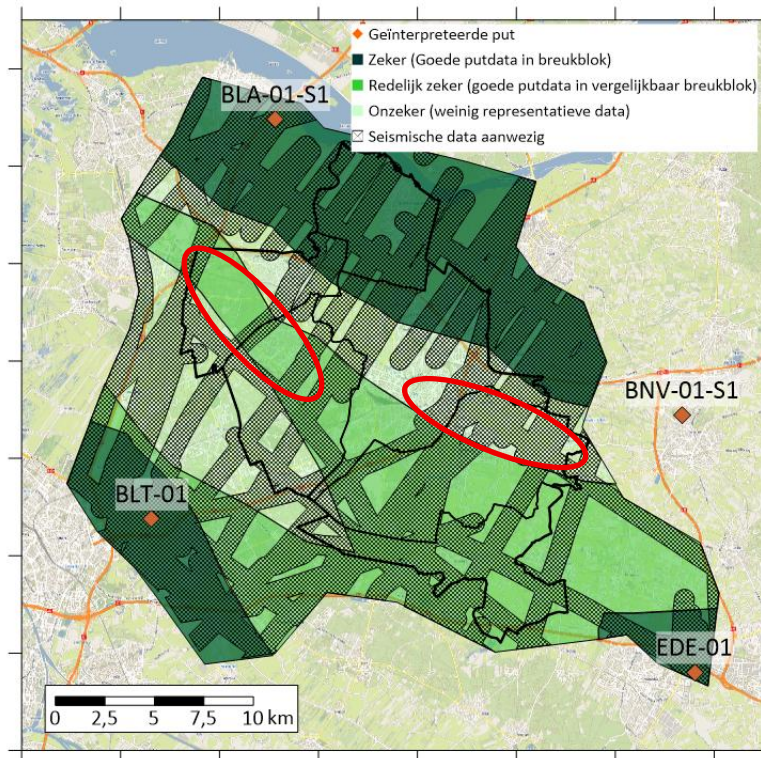 Geïnterpreteerde put
Zeker (Goede putdata in breukblok)
Redelijk zeker (goede putdata in vergelijkbaar breukblok)
Onzeker (weinig representatieve data)
Seismische data aanwezig
BLA-01-S1
BNV-01-S1
BLT-01
EDE-01
0 2,5 5 7,5 10 km